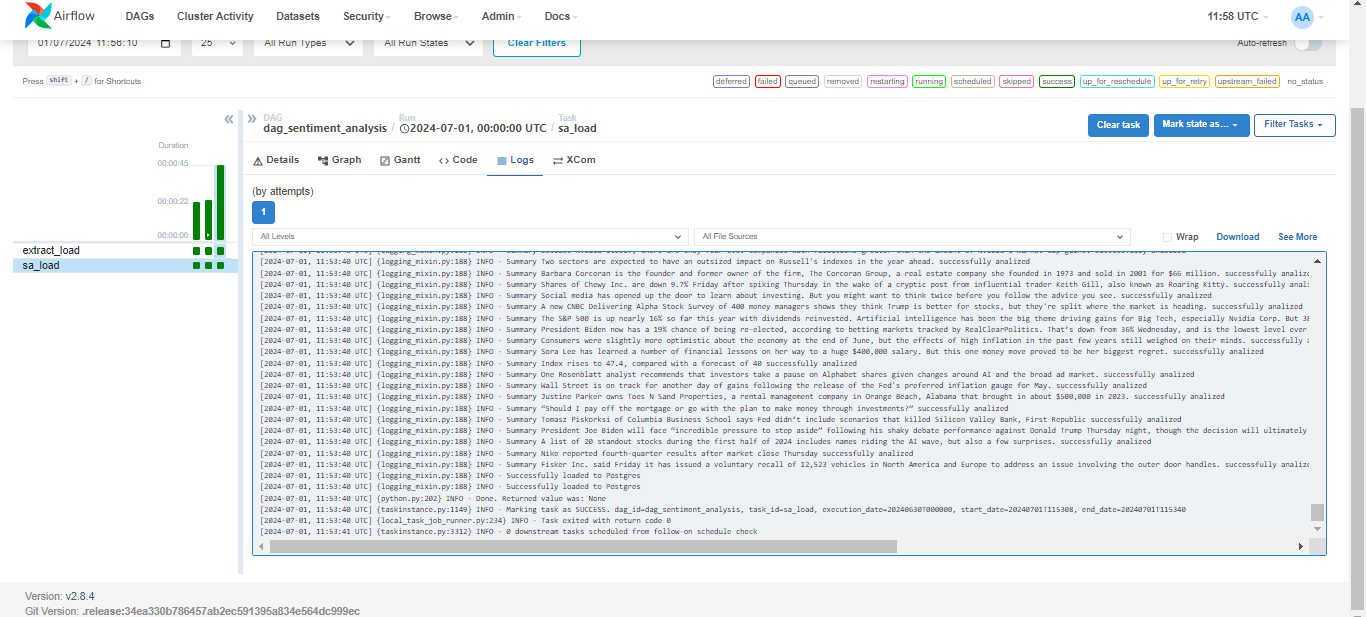 Airflow
DAGs
Cluster Activity
Datasets
Security
Browse
Admin
Docs
11:58 UTC
AA
01/07/2024 11:56:10
25
All Run Types
All Run States
Clear Filters
Auto-refresh
Press shift + / for Shortcuts
deferred failed queued removed restarting running scheduled skipped success up_for_reschedule up_for_retry upstream_failed no_status
DAG
dag_sentiment_analysis
/
Run
2024-07-01, 00:00:00 UTC
/
Task
sa_load
Clear task
Mark state as...
Filter Tasks
Duration
00:00:45
00:00:22
00:00:00
extract_load
sa_load
Details
Graph
Gantt
Code
Logs
XCom
(by attempts)
1
All Levels
All File Sources
Wrap
Download
See More
[2024-07-01, 11:53:40 UTC] {logging_mixin.py:188} INFO - Summary Two sectors are expected to have an outsized impact on Russell's indexes in the year ahead. successfully analized
[2024-07-01, 11:53:40 UTC] {logging_mixin.py:188} INFO - Summary Barbara Corcoran is the founder and former owner of the firm, The Corcoran Group, a real estate company she founded in 1973 and sold in 2001 for $66 million. successfully analize
[2024-07-01, 11:53:40 UTC] {logging_mixin.py:188} INFO - Summary Shares of Chewy Inc. are down 9.7% Friday after spiking Thursday in the wake of a cryptic post from influential trader Keith Gill, also known as Roaring Kitty. successfully anali
[2024-07-01, 11:53:40 UTC] {logging_mixin.py:188} INFO - Summary Social media has opened up the door to learn about investing. But you might want to think twice before you follow the advice you see. successfully analized
[2024-07-01, 11:53:40 UTC] {logging_mixin.py:188} INFO - Summary A new CNBC Delivering Alpha Stock Survey of 400 money managers shows they think Trump is better for stocks, but they're split where the market is heading. successfully analized
[2024-07-01, 11:53:40 UTC] {logging_mixin.py:188} INFO - Summary The S&P 500 is up nearly 16% so far this year with dividends reinvested. Artificial intelligence has been the big theme driving gains for Big Tech, especially Nvidia Corp. But
[2024-07-01, 11:53:40 UTC] {logging_mixin.py:188} INFO - Summary President Biden now has a 19% chance of being re-elected, according to betting markets tracked by RealClearPolitics. That's down from 36% Wednesday, and is the lowest level ever
[2024-07-01, 11:53:40 UTC] {logging_mixin.py:188} INFO - Summary Consumers were slightly more optimistic about the economy at the end of June, but the effects of high inflation in the past few years still weighed on their minds. successfully
[2024-07-01, 11:53:40 UTC] {logging_mixin.py:188} INFO - Summary Sora Lee has learned a number of financial lessons on her way to a huge $400,000 salary. But this one money move proved to be her biggest regret. successfully analized
[2024-07-01, 11:53:40 UTC] {logging_mixin.py:188} INFO - Summary Index rises to 47.4, compared with a forecast of 40 successfully analized
[2024-07-01, 11:53:40 UTC] {logging_mixin.py:188} INFO - Summary One Rosenblatt analyst recommends that investors take a pause on Alphabet shares given changes around AI and the broad ad market. successfully analized
[2024-07-01, 11:53:40 UTC] {logging_mixin.py:188} INFO - Summary Wall Street is on track for another day of gains following the release of the Fed's preferred inflation gauge for May. successfully analized
[2024-07-01, 11:53:40 UTC] {logging_mixin.py:188} INFO - Summary Justine Parker owns Toes N Sand Properties, a rental management company in Orange Beach, Alabama that brought in about $500,000 in 2023. successfully analized
[2024-07-01, 11:53:40 UTC] {logging_mixin.py:188} INFO - Summary “Should I pay off the mortgage or go with the plan to make money through investments?” successfully analized
[2024-07-01, 11:53:40 UTC] {logging_mixin.py:188} INFO - Summary Tomasz Piskorksi of Columbia Business School says Fed didn't include scenarios that killed Silicon Valley Bank, First Republic successfully analized
[2024-07-01, 11:53:40 UTC] {logging_mixin.py:188} INFO - Summary President Joe Biden will face “incredible pressure to step aside” following his shaky debate performance against Donald Trump Thursday night, though the decision will ultimately
[2024-07-01, 11:53:40 UTC] {logging_mixin.py:188} INFO - Summary A list of 20 standout stocks during the first half of 2024 includes names riding the AI wave, but also a few surprises. successfully analized
[2024-07-01, 11:53:40 UTC] {logging_mixin.py:188} INFO - Summary Nike reported fourth-quarter results after market close Thursday successfully analized
[2024-07-01, 11:53:40 UTC] {logging_mixin.py:188} INFO - Summary Fisker Inc. said Friday it has issued a voluntary recall of 12,523 vehicles in North America and Europe to address an issue involving the outer door handles. successfully analize
[2024-07-01, 11:53:40 UTC] {logging_mixin.py:188} INFO - Successfully loaded to Postgres
[2024-07-01, 11:53:40 UTC] {logging_mixin.py:188} INFO - Successfully loaded to Postgres
[2024-07-01, 11:53:40 UTC] {python.py:202} INFO - Done. Returned value was: None
[2024-07-01, 11:53:40 UTC] {taskinstance.py:1149} INFO - Marking task as SUCCESS. dag_id=dag_sentiment_analysis, task_id=sa_load, execution_date=20240630T000000, start_date=20240701T115308, end_date=20240701T115340
[2024-07-01, 11:53:40 UTC] {local_task_job_runner.py:234} INFO - Task exited with return code 0
[2024-07-01, 11:53:41 UTC] {taskinstance.py:3312} INFO - 0 downstream tasks scheduled from follow-on schedule check
Version: v2.8.4
Git Version: .release:34ea330b786457ab2ec591395a834e564dc999ec